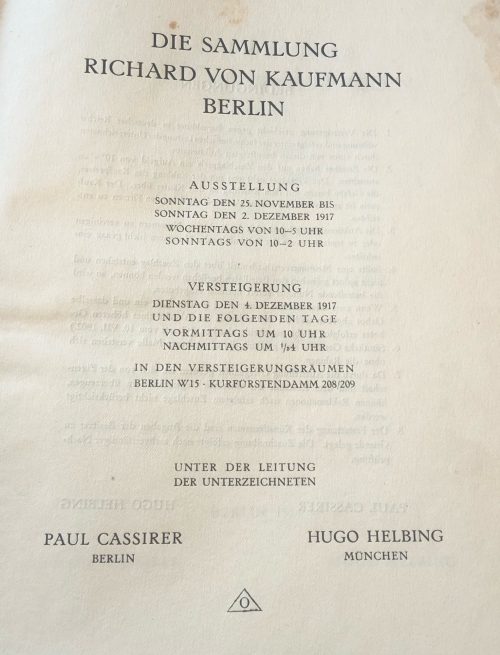 DIE SAMMLUNG
RICHARD VON KAUFMANN
BERLIN
AUSSTELLUNG
SONNTAG DEN 25. NOVEMBER BIS
SONNTAG DEN 2. DEZEMBER 1917
WOCHENTAGS VON 10—5 UHR
SONNTAGS VON 10—2 UHR
VERSTEIGERUNG
DIENSTAG DEN 4. DEZEMBER 1917
UND DIE FOLGENDEN TAGE
VORMITTAGS UM 10 UHR
NACHMITTAGS UM ½4 UHR
IN DEN VERSTEIGERUNGSRÄUMEN
BERLIN W15 · KURFÜRSTENDAMM 208/209
UNTER DER LEITUNG
DER UNTERZEICHNETEN
PAUL CASSIRER
BERLIN
HUGO HELBING
MÜNCHEN
O